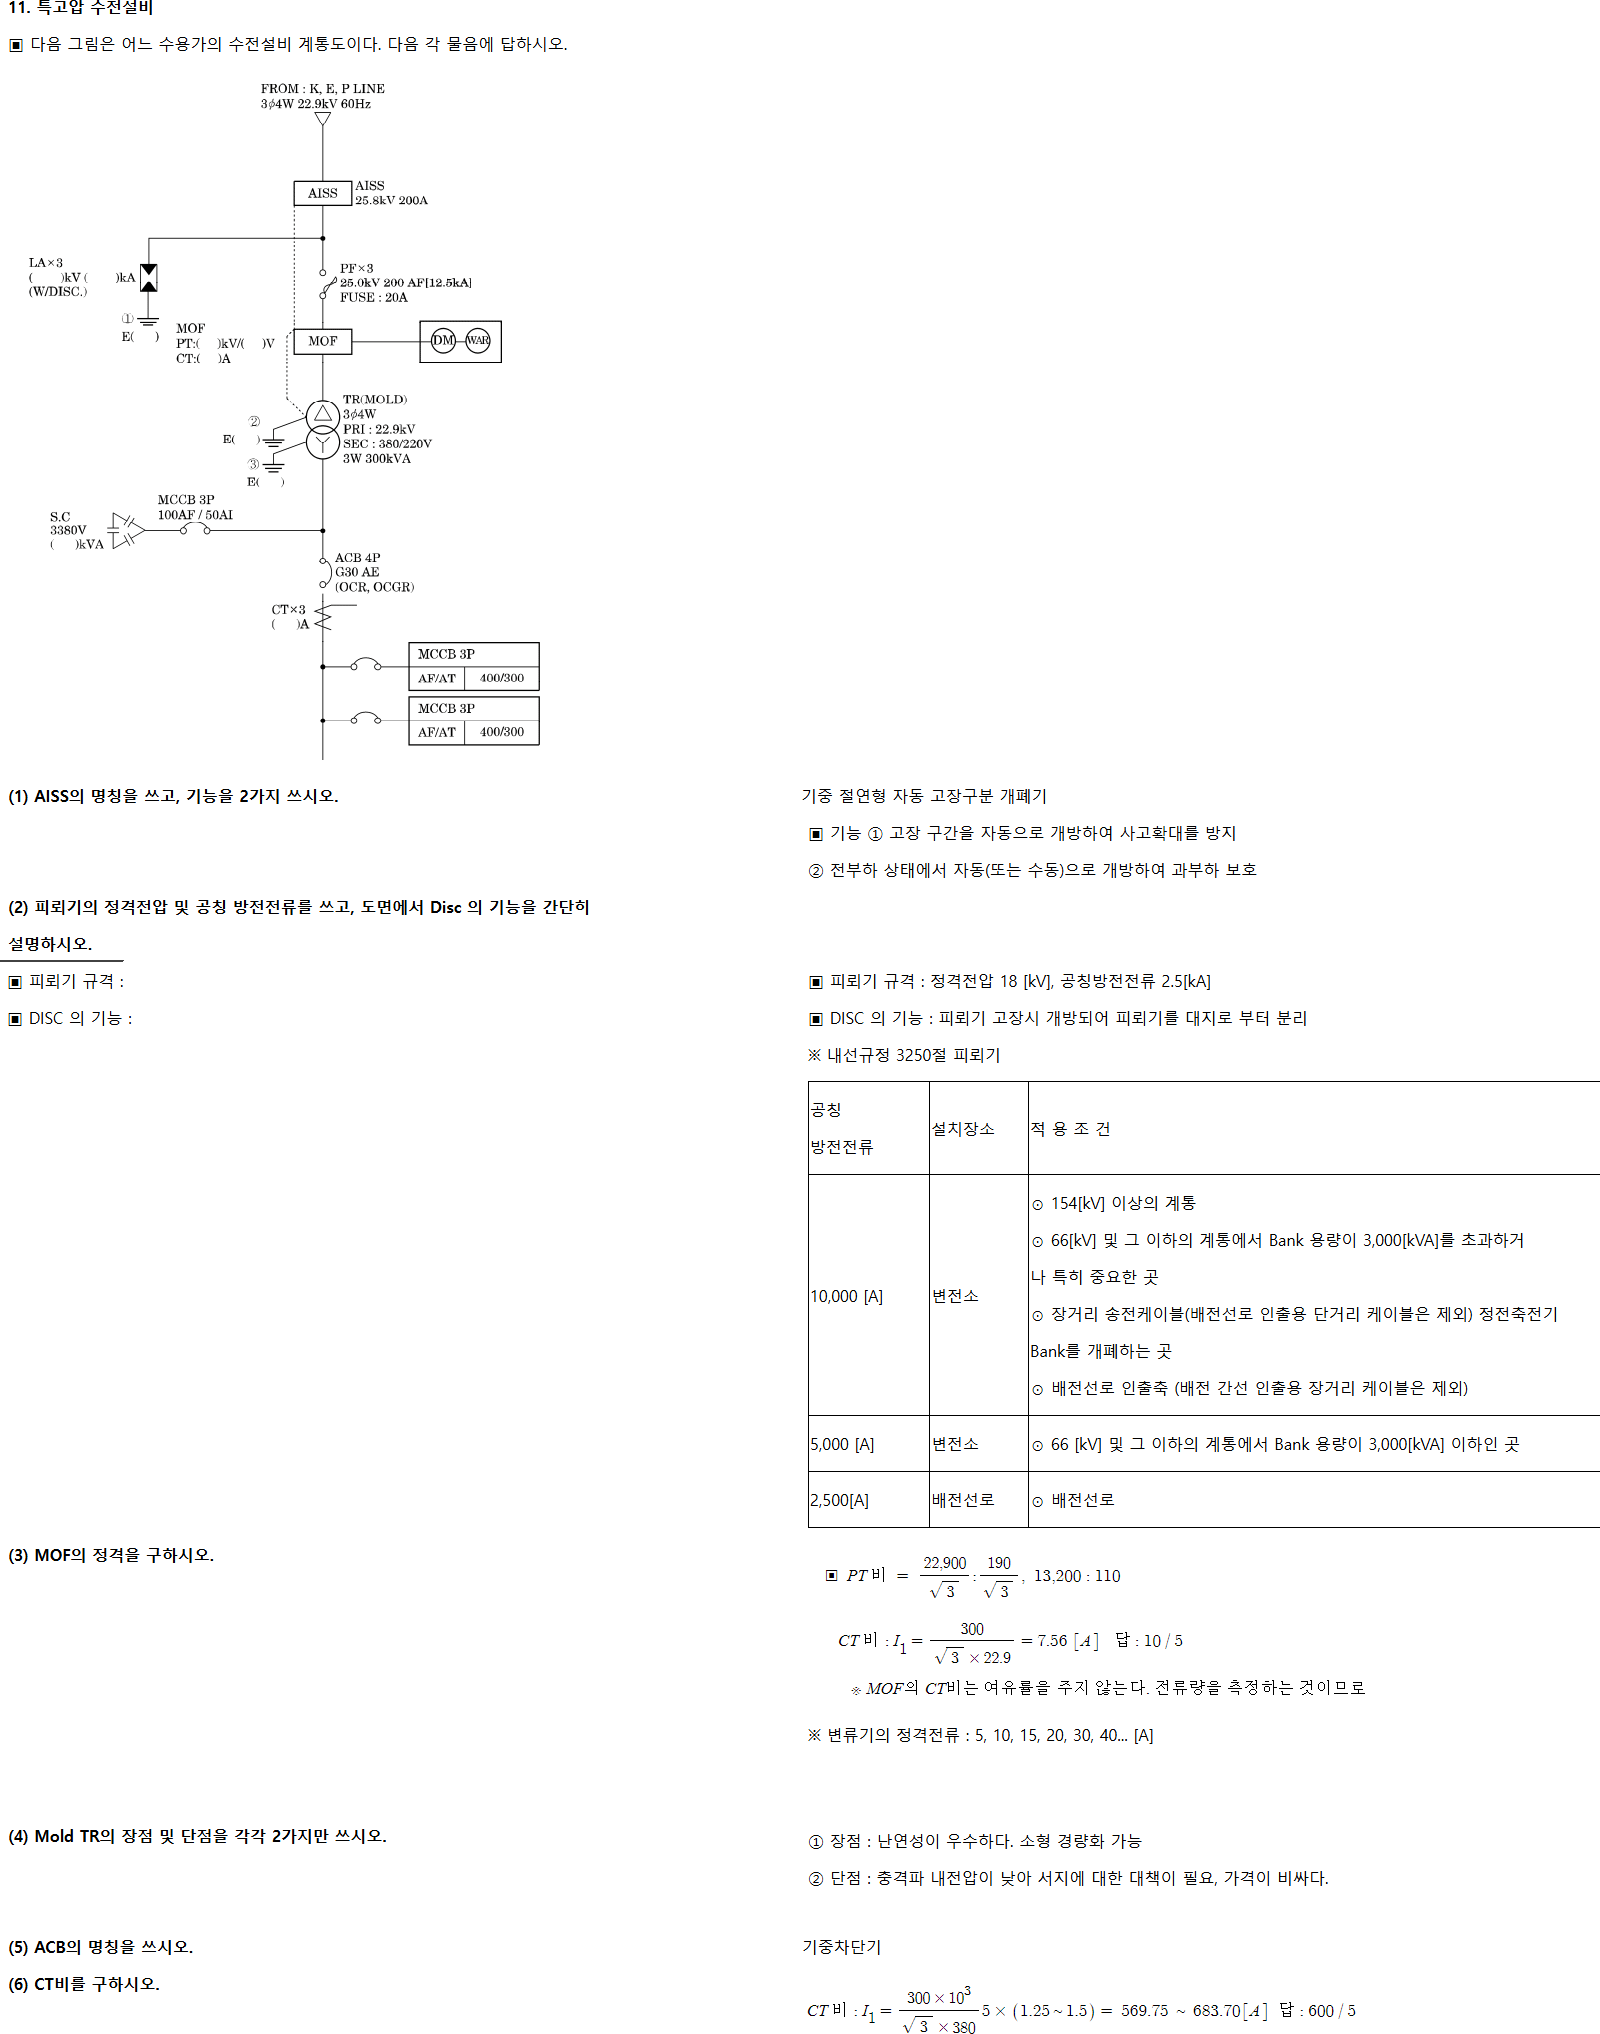 11. 특고압 수전설비
▣ 다음 그림은 어느 수용가의 수전설비 계통도이다. 다음 각 물음에 답하시오.
FROM : K, E, P LINE
3φ4W 22.9kV 60Hz
AISS
AISS
25.8kV 200A
LA×3
( )kV ( )kA
(W/DISC.)
①
E( )
PF×3
25.0kV 200 AF[12.5kA]
FUSE : 20A
MOF
PT:( )kV/( )V
CT:( )A
MOF
DM
WAR
TR(MOLD)
3φ4W
PRI : 22.9kV
SEC : 380/220V
3W 300kVA
②
E( )
③
E( )
MCCB 3P
100AF / 50AI
S.C
3380V
( )kVA
ACB 4P
G30 AE
(OCR, OCGR)
CT×3
( )A
MCCB 3P
AF/AT 400/300
MCCB 3P
AF/AT 400/300
(1) AISS의 명칭을 쓰고, 기능을 2가지 쓰시오.
기중 절연형 자동 고장구분 개폐기
▣ 기능 ① 고장 구간을 자동으로 개방하여 사고확대를 방지
② 전부하 상태에서 자동(또는 수동)으로 개방하여 과부하 보호
(2) 피뢰기의 정격전압 및 공칭 방전전류를 쓰고, 도면에서 Disc 의 기능을 간단히
설명하시오.
▣ 피뢰기 규격 :
▣ DISC 의 기능 :
▣ 피뢰기 규격 : 정격전압 18 [kV], 공칭방전전류 2.5[kA]
▣ DISC 의 기능 : 피뢰기 고장시 개방되어 피뢰기를 대지로 부터 분리
※ 내선규정 3250절 피뢰기
공칭
방전전류
설치장소
적 용 조 건
10,000 [A]
변전소
⊙ 154[kV] 이상의 계통
⊙ 66[kV] 및 그 이하의 계통에서 Bank 용량이 3,000[kVA]를 초과하거
나 특히 중요한 곳
⊙ 장거리 송전케이블(배전선로 인출용 단거리 케이블은 제외) 정전축전기
Bank를 개폐하는 곳
⊙ 배전선로 인출축 (배전 간선 인출용 장거리 케이블은 제외)
5,000 [A]
변전소
⊙ 66 [kV] 및 그 이하의 계통에서 Bank 용량이 3,000[kVA] 이하인 곳
2,500[A]
배전선로
⊙ 배전선로
(3) MOF의 정격을 구하시오.
▣ PT비 = 22,900/√3 : 190/√3 , 13,200 : 110
CT비 : I₁ = 300/(√3 × 22.9) = 7.56 [A] 답 : 10 / 5
※ MOF의 CT비는 여유률을 주지 않는다. 전류량을 측정하는 것이므로
※ 변류기의 정격전류 : 5, 10, 15, 20, 30, 40... [A]
(4) Mold TR의 장점 및 단점을 각각 2가지만 쓰시오.
① 장점 : 난연성이 우수하다. 소형 경량화 가능
② 단점 : 충격파 내전압이 낮아 서지에 대한 대책이 필요, 가격이 비싸다.
(5) ACB의 명칭을 쓰시오.
기중차단기
(6) CT비를 구하시오.
CT비 : I₁ = (300 × 10³)/(√3 × 380) 5 × (1.25 ~ 1.5) = 569.75 ~ 683.70[A] 답 : 600 / 5